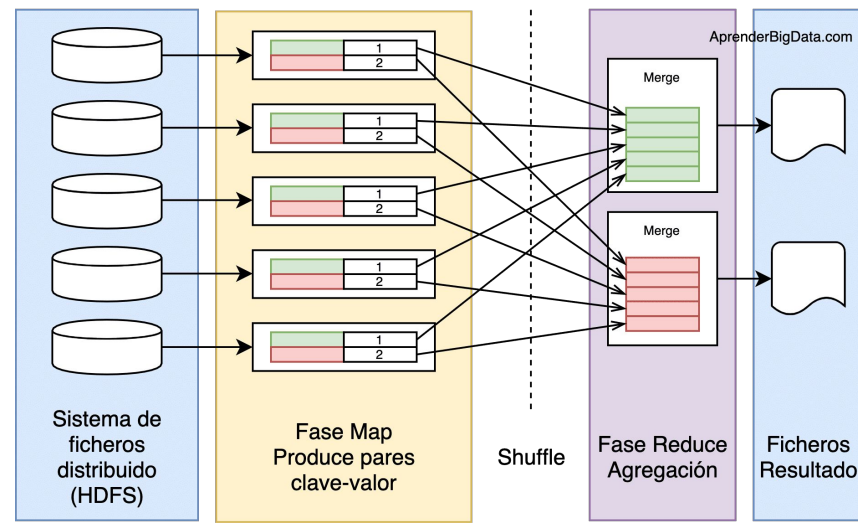 AprenderBigData.com
1
2
1
2
1
2
1
2
1
2
Merge
Merge
Sistema de
ficheros
distribuido
(HDFS)
Fase Map
Produce pares
clave-valor
Shuffle
Fase Reduce
Agregación
Ficheros
Resultado